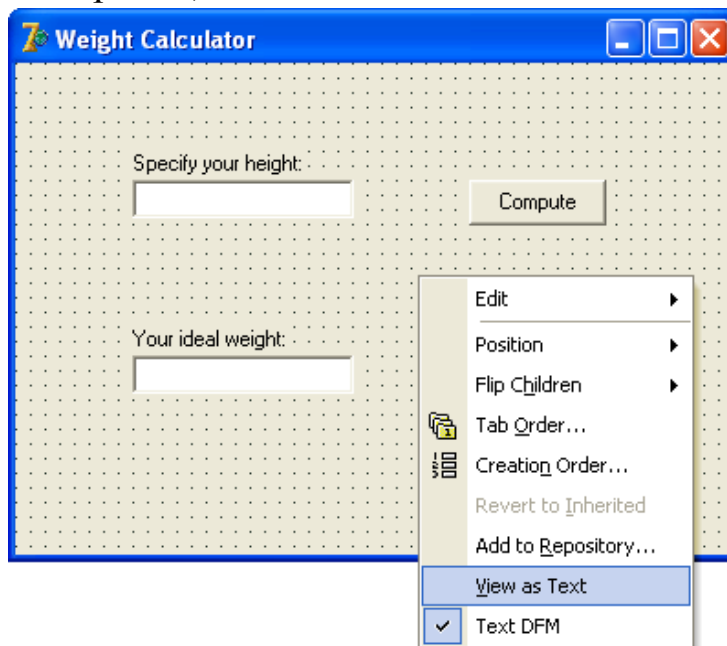 Weight Calculator
Specify your height:
Compute
Edit
Your ideal weight:
Position
Flip Children
Tab Order...
Creation Order...
Revert to Inherited
Add to Repository...
View as Text
Text DFM